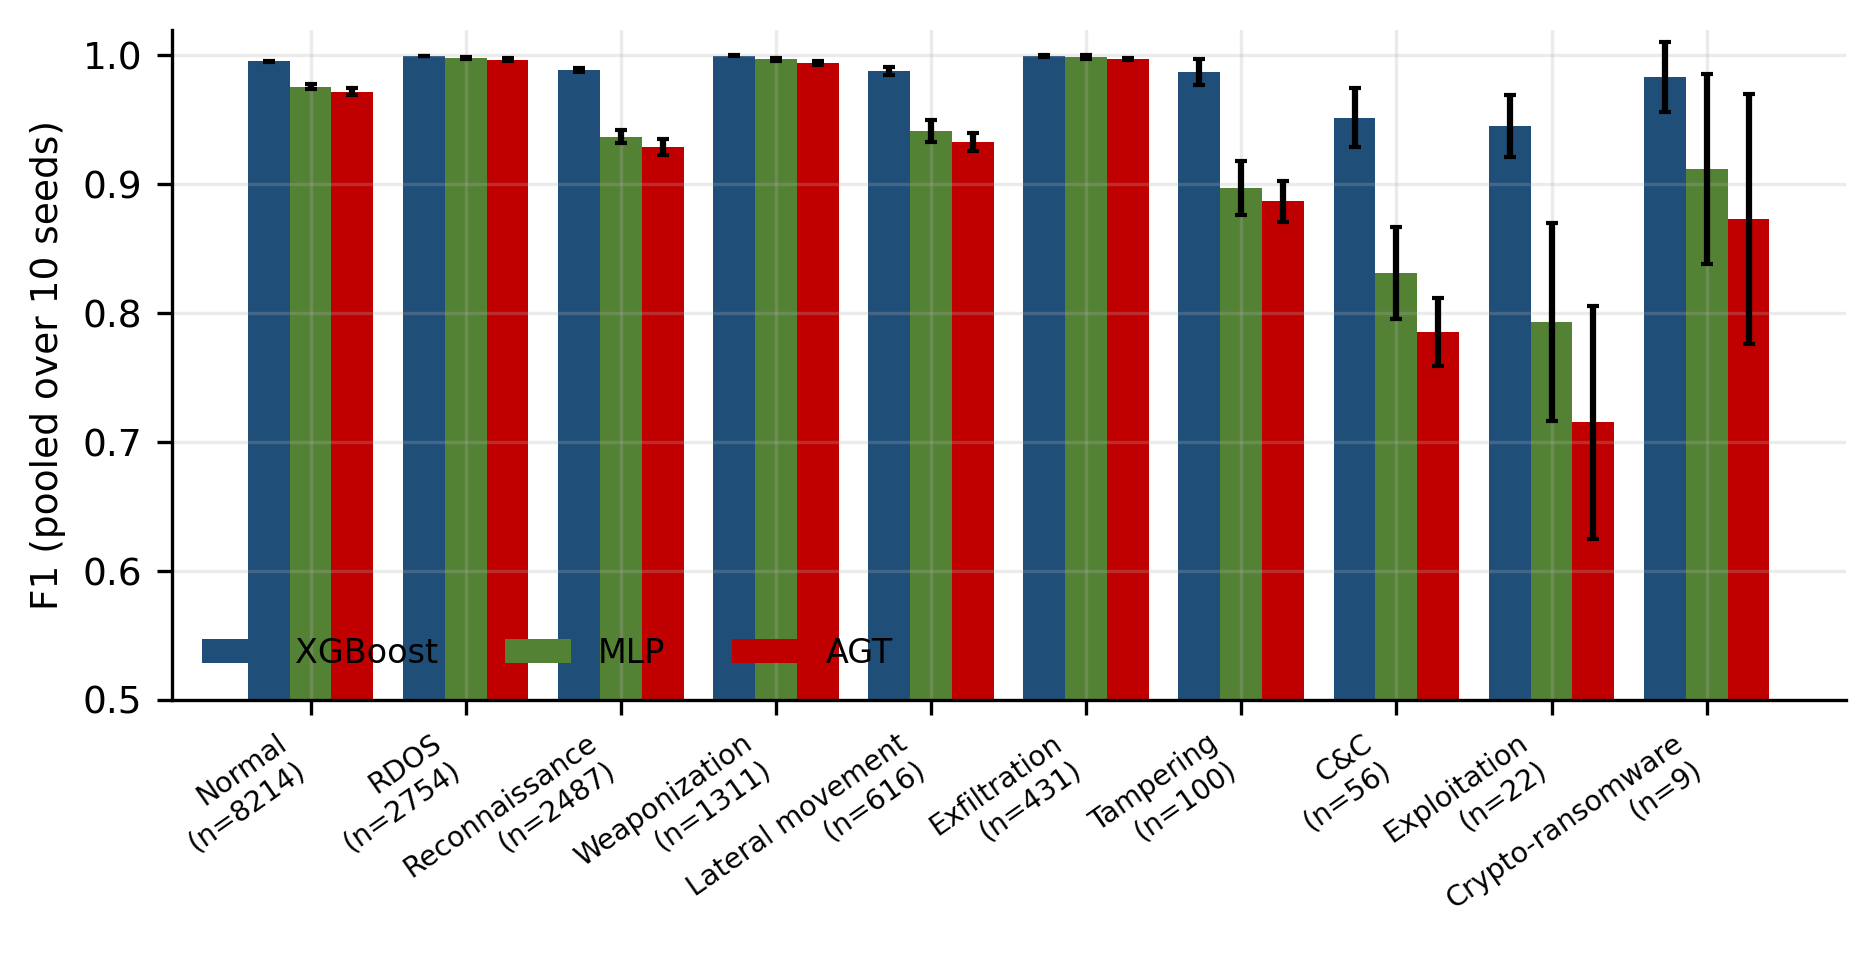 F1 (pooled over 10 seeds)
1.0
0.9
0.8
0.7
0.6
0.5
XGBoost
MLP
AGT
Normal
(n=8214)
RDOS
(n=2754)
Reconnaissance
(n=2487)
Weaponization
(n=1311)
Lateral movement
(n=616)
Exfiltration
(n=431)
Tampering
(n=100)
C&C
(n=56)
Exploitation
(n=22)
Crypto-ransomware
(n=9)